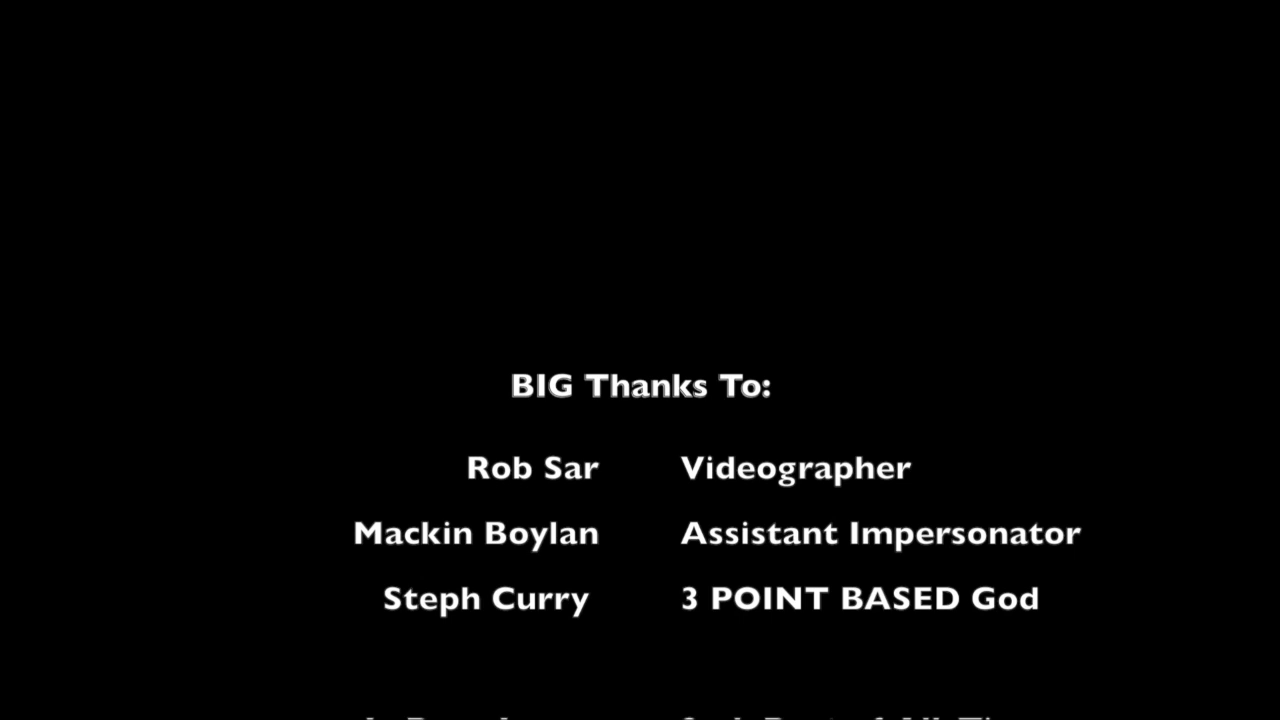 BIG Thanks To:
Rob Sar Videographer
Mackin Boylan Assistant Impersonator
Steph Curry 3 POINT BASED God